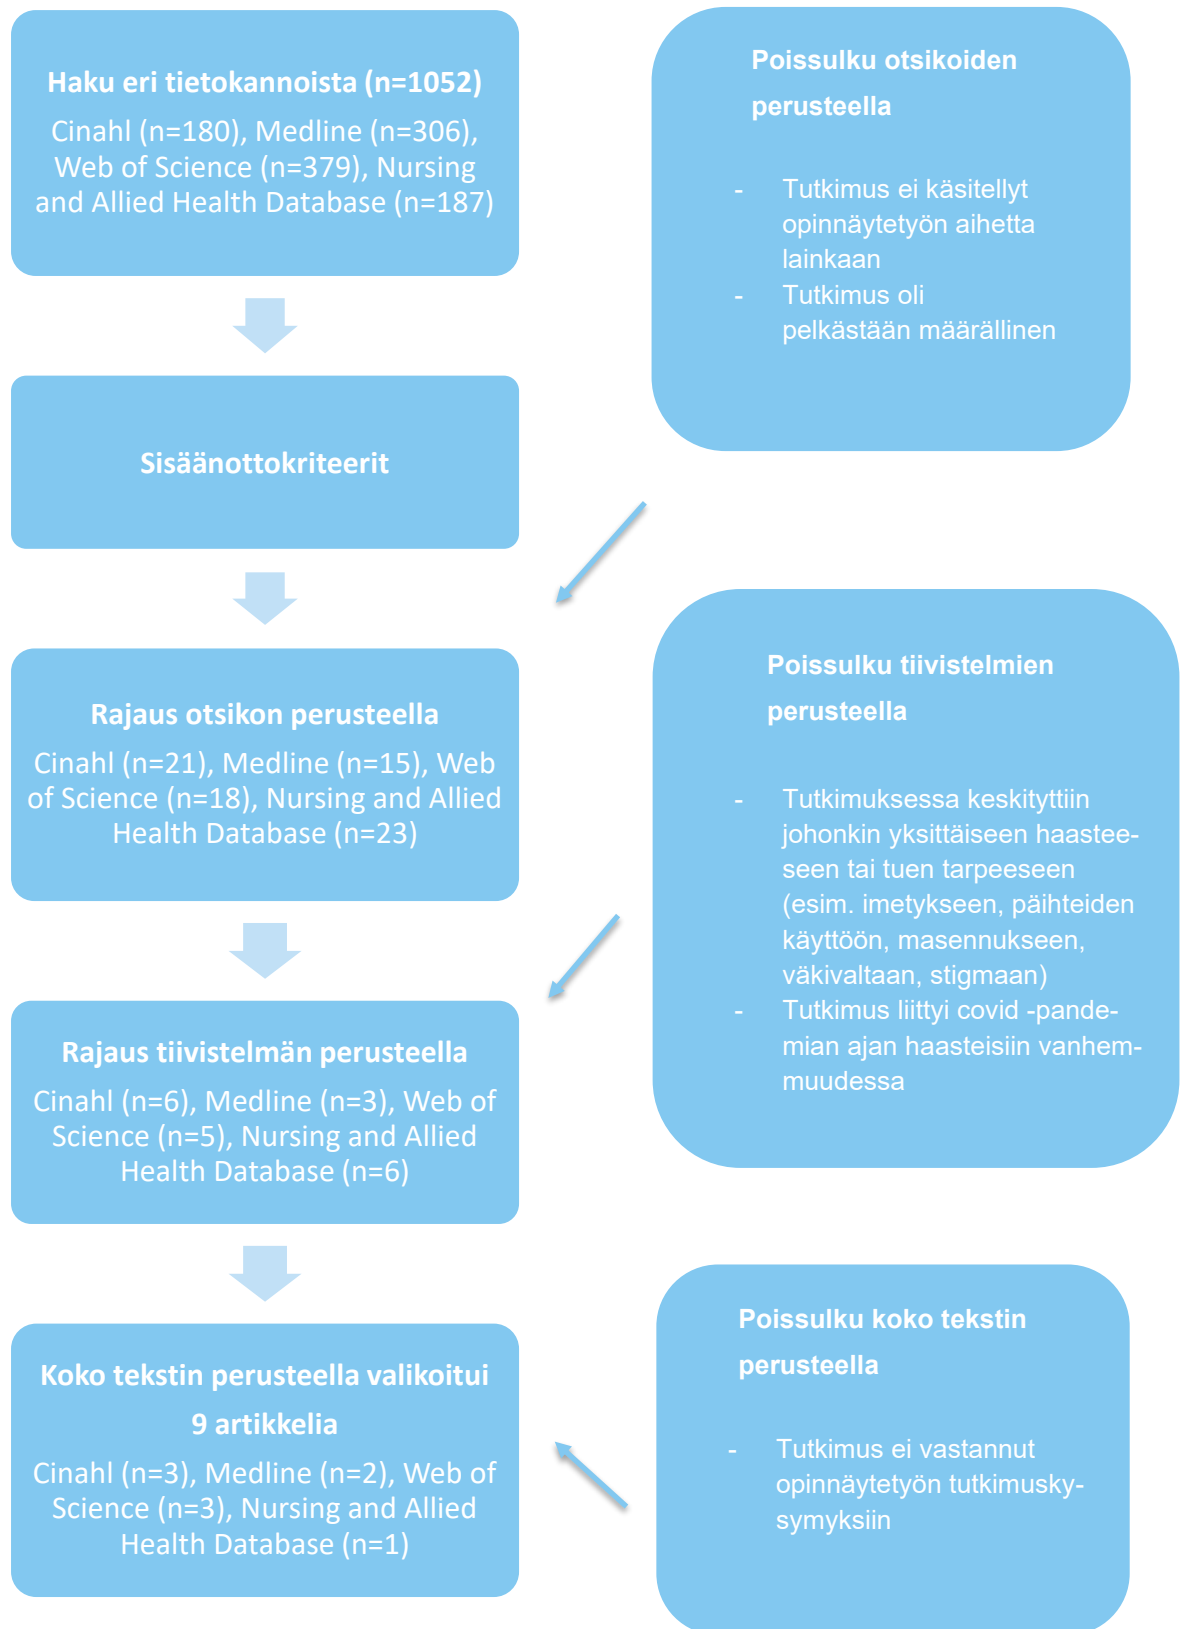 Haku eri tietokannoista (n=1052)
Cinahl (n=180), Medline (n=306),
Web of Science (n=379), Nursing
and Allied Health Database (n=187)
Sisäänottokriteerit
Rajaus otsikon perusteella
Cinahl (n=21), Medline (n=15), Web
of Science (n=18), Nursing and Allied
Health Database (n=23)
Rajaus tiivistelmän perusteella
Cinahl (n=6), Medline (n=3), Web of
Science (n=5), Nursing and Allied
Health Database (n=6)
Koko tekstin perusteella valikoitui
9 artikkelia
Cinahl (n=3), Medline (n=2), Web of
Science (n=3), Nursing and Allied
Health Database (n=1)
Poissulku otsikoiden
perusteella
- Tutkimus ei käsitellyt
opinnäytetyön aihetta
lainkaan
- Tutkimus oli
pelkästään määrällinen
Poissulku tiivistelmien
perusteella
- Tutkimuksessa keskityttiin
johonkin yksittäiseen haastee-
seen tai tuen tarpeeseen
(esim. imetykseen, päihteiden
käyttöön, masennukseen,
väkivaltaan, stigmaan)
- Tutkimus liittyi covid -pande-
mian ajan haasteisiin vanhem-
muudessa
Poissulku koko tekstin
perusteella
- Tutkimus ei vastannut
opinnäytetyön tutkimusky-
symyksiin